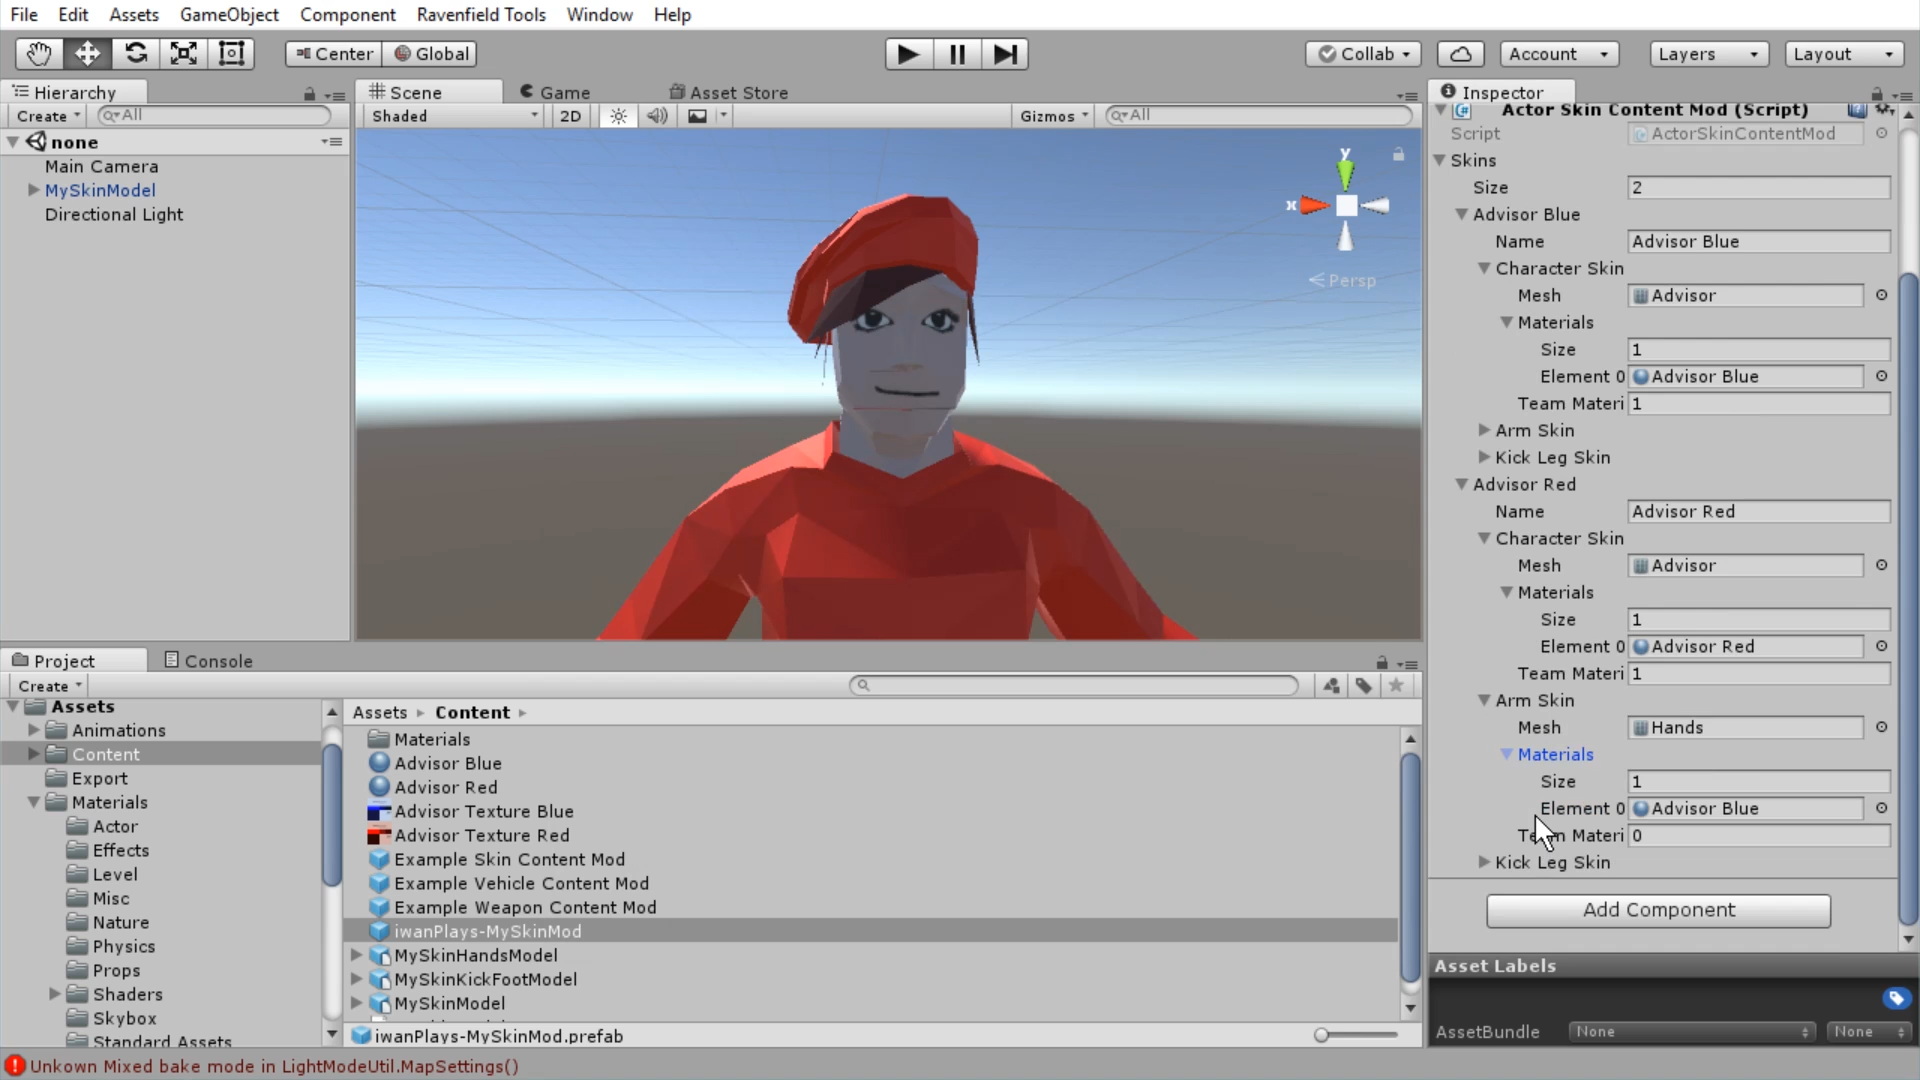 File Edit Assets GameObject Component Ravenfield Tools Window Help
Center Global Collab Account Layers Layout
Hierarchy
Create All
none
Main Camera
MySkinModel
Directional Light
Scene Game Asset Store
Shaded 2D Gizmos All
y
x
Persp
Inspector
Actor Skin Content Mod (Script)
Script ActorSkinContentMod
Skins
Size 2
Advisor Blue
Name Advisor Blue
Character Skin
Mesh Advisor
Materials
Size 1
Element 0 Advisor Blue
Team Materi 1
Arm Skin
Kick Leg Skin
Advisor Red
Name Advisor Red
Character Skin
Mesh Advisor
Materials
Size 1
Element 0 Advisor Red
Team Materi 1
Arm Skin
Mesh Hands
Materials
Size 1
Element 0 Advisor Blue
Materi 0
Kick Leg Skin
Add Component
Asset Labels
AssetBundle None None
Project Console
Create
Assets
Animations
Content
Export
Materials
Actor
Effects
Level
Misc
Nature
Physics
Props
Shaders
Skybox
Standard Assets
Assets Content
Materials
Advisor Blue
Advisor Red
Advisor Texture Blue
Advisor Texture Red
Example Skin Content Mod
Example Vehicle Content Mod
Example Weapon Content Mod
iwanPlays-MySkinMod
MySkinHandsModel
MySkinKickFootModel
MySkinModel
iwanPlays-MySkinMod.prefab
Unkown Mixed bake mode in LightModeUtil.MapSettings()